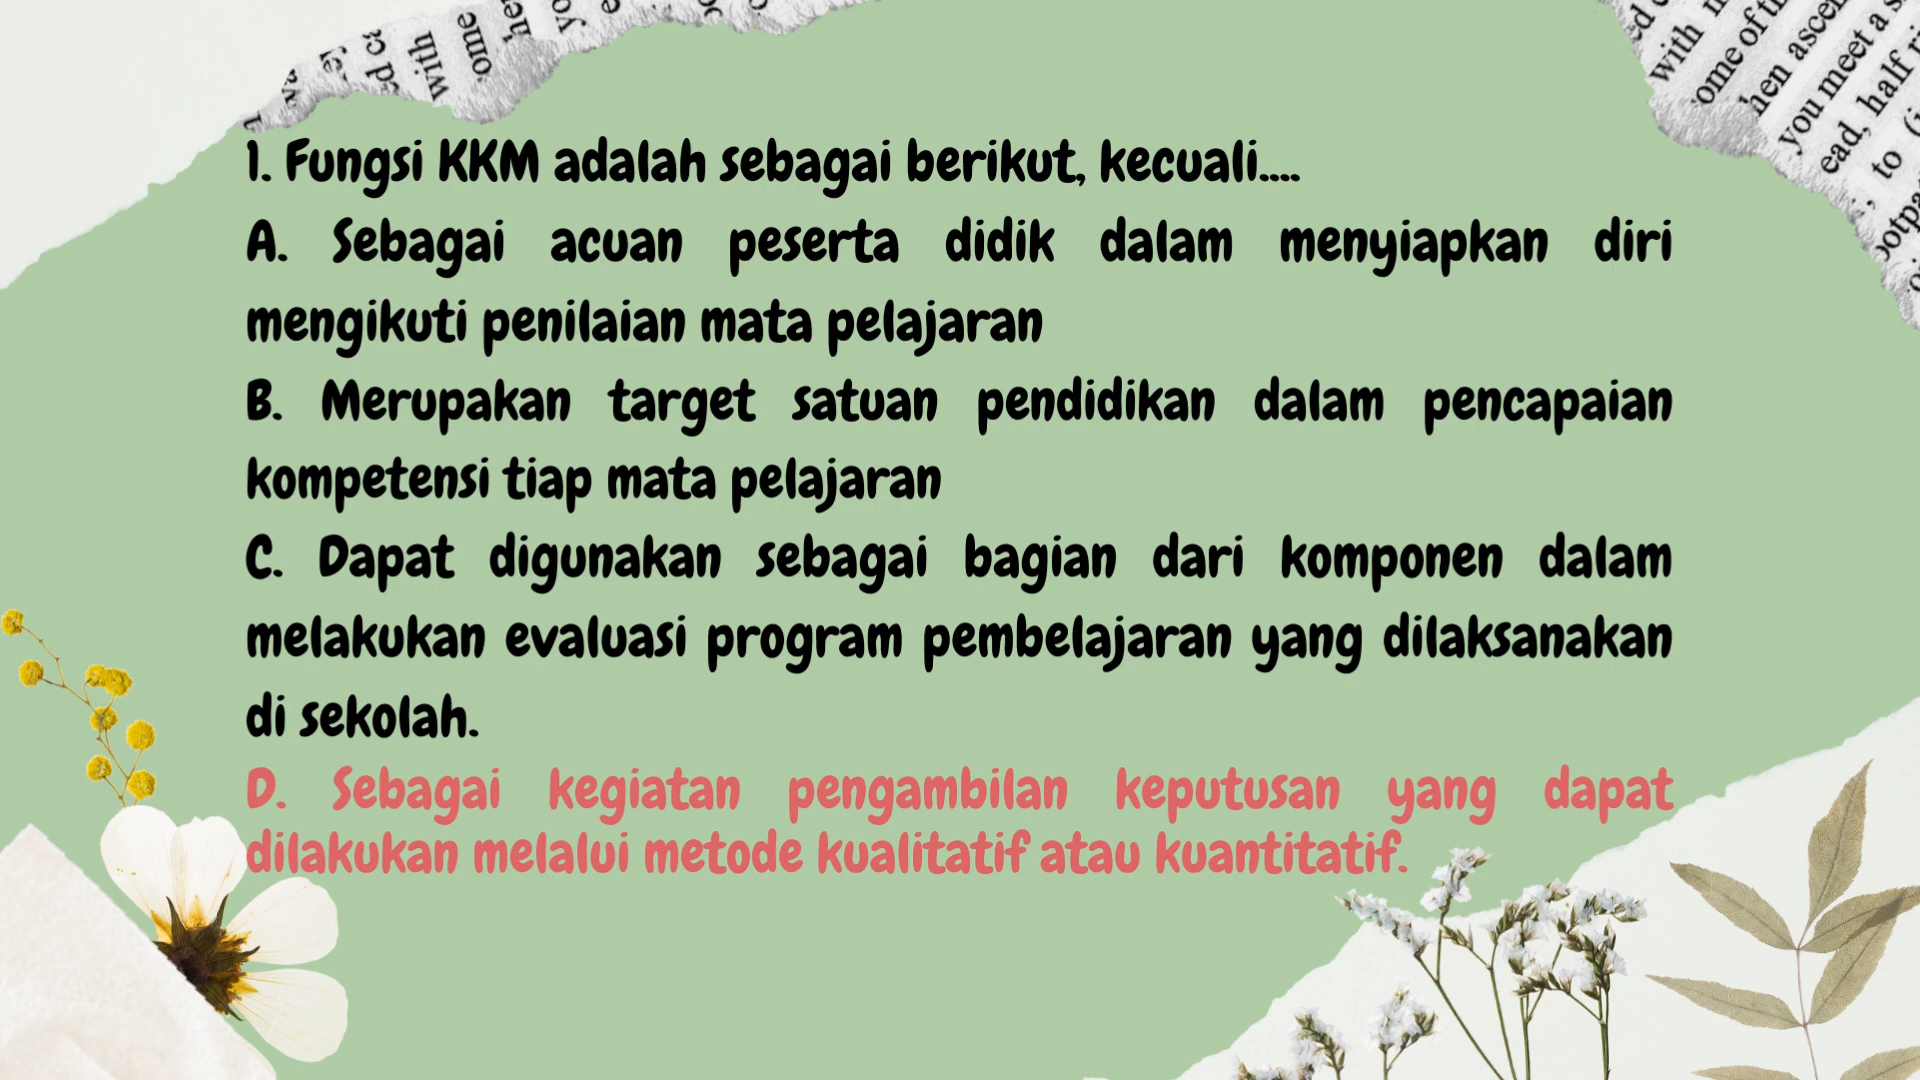 1. Fungsi KKM adalah sebagai berikut, kecuali....
A. Sebagai acuan peserta didik dalam menyiapkan diri
mengikuti penilaian mata pelajaran
B. Merupakan target satuan pendidikan dalam pencapaian
kompetensi tiap mata pelajaran
C. Dapat digunakan sebagai bagian dari komponen dalam
melakukan evaluasi program pembelajaran yang dilaksanakan
di sekolah.
D. Sebagai kegiatan pengambilan keputusan yang dapat
dilakukan melalui metode kualitatif atau kuantitatif.
with
ome
with
ome of
hen
you meet a
ead, half
to